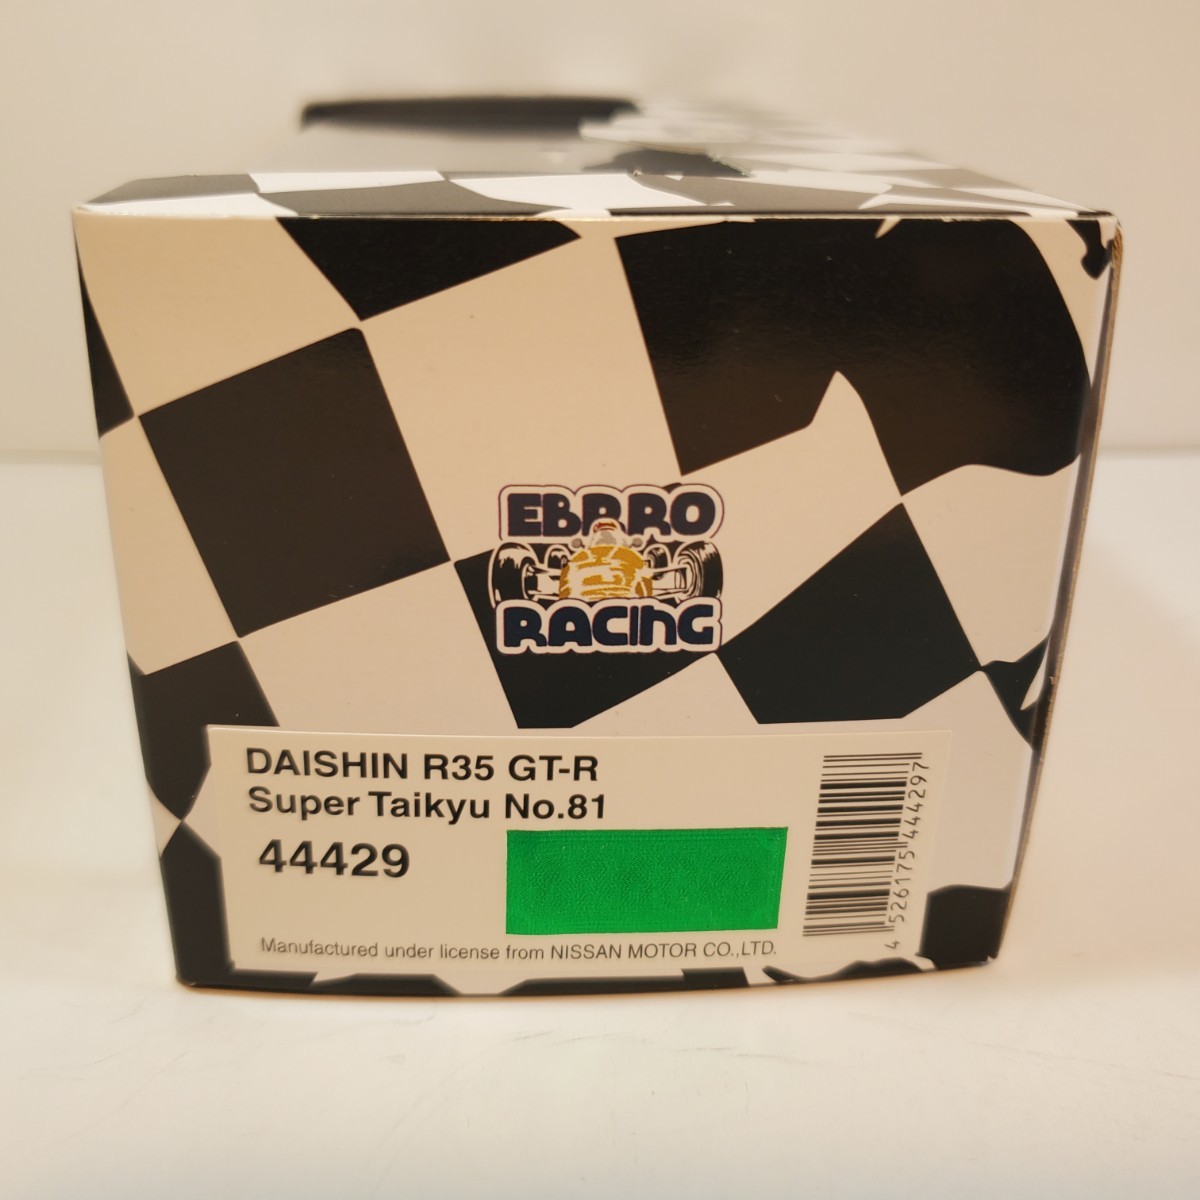 EBBRO
RACING
DAISHIN R35 GT-R
Super Taikyu No.81
44429
Manufactured under license from NISSAN MOTOR CO.,LTD.
4 526175 444297